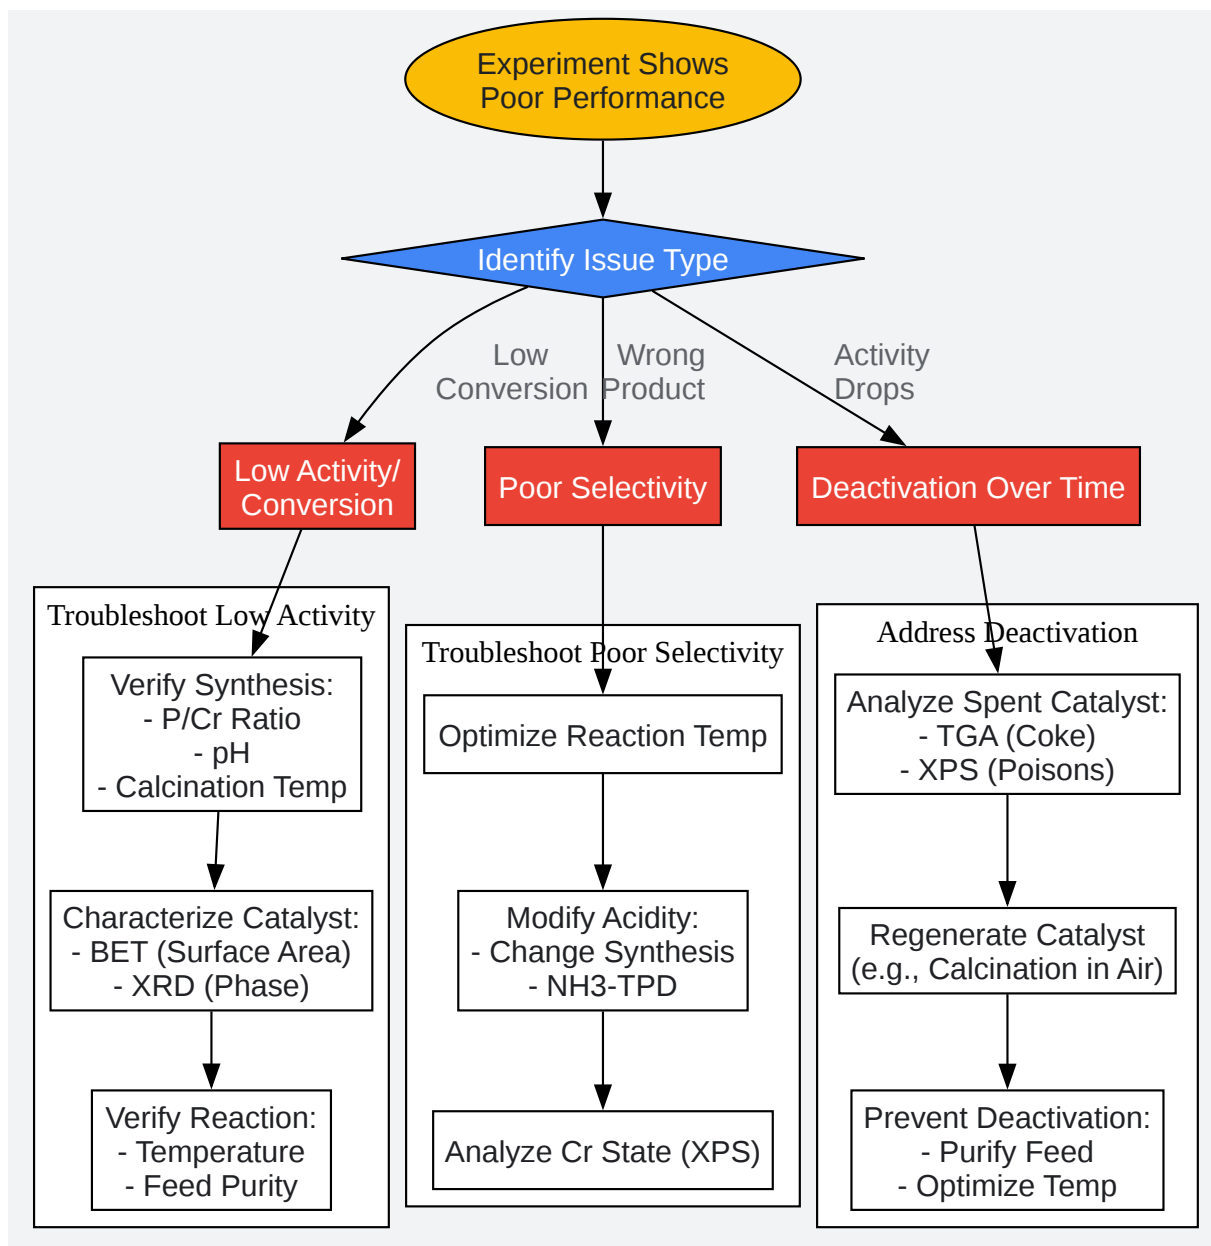 Experiment Shows
Poor Performance
Identify Issue Type
Low
Conversion
Wrong
Product
Activity
Drops
Low Activity/
Conversion
Poor Selectivity
Deactivation Over Time
Troubleshoot Low Activity
Verify Synthesis:
- P/Cr Ratio
- pH
- Calcination Temp
Characterize Catalyst:
- BET (Surface Area)
- XRD (Phase)
Verify Reaction:
- Temperature
- Feed Purity
Troubleshoot Poor Selectivity
Optimize Reaction Temp
Modify Acidity:
- Change Synthesis
- NH3-TPD
Analyze Cr State (XPS)
Address Deactivation
Analyze Spent Catalyst:
- TGA (Coke)
- XPS (Poisons)
Regenerate Catalyst
(e.g., Calcination in Air)
Prevent Deactivation:
- Purify Feed
- Optimize Temp